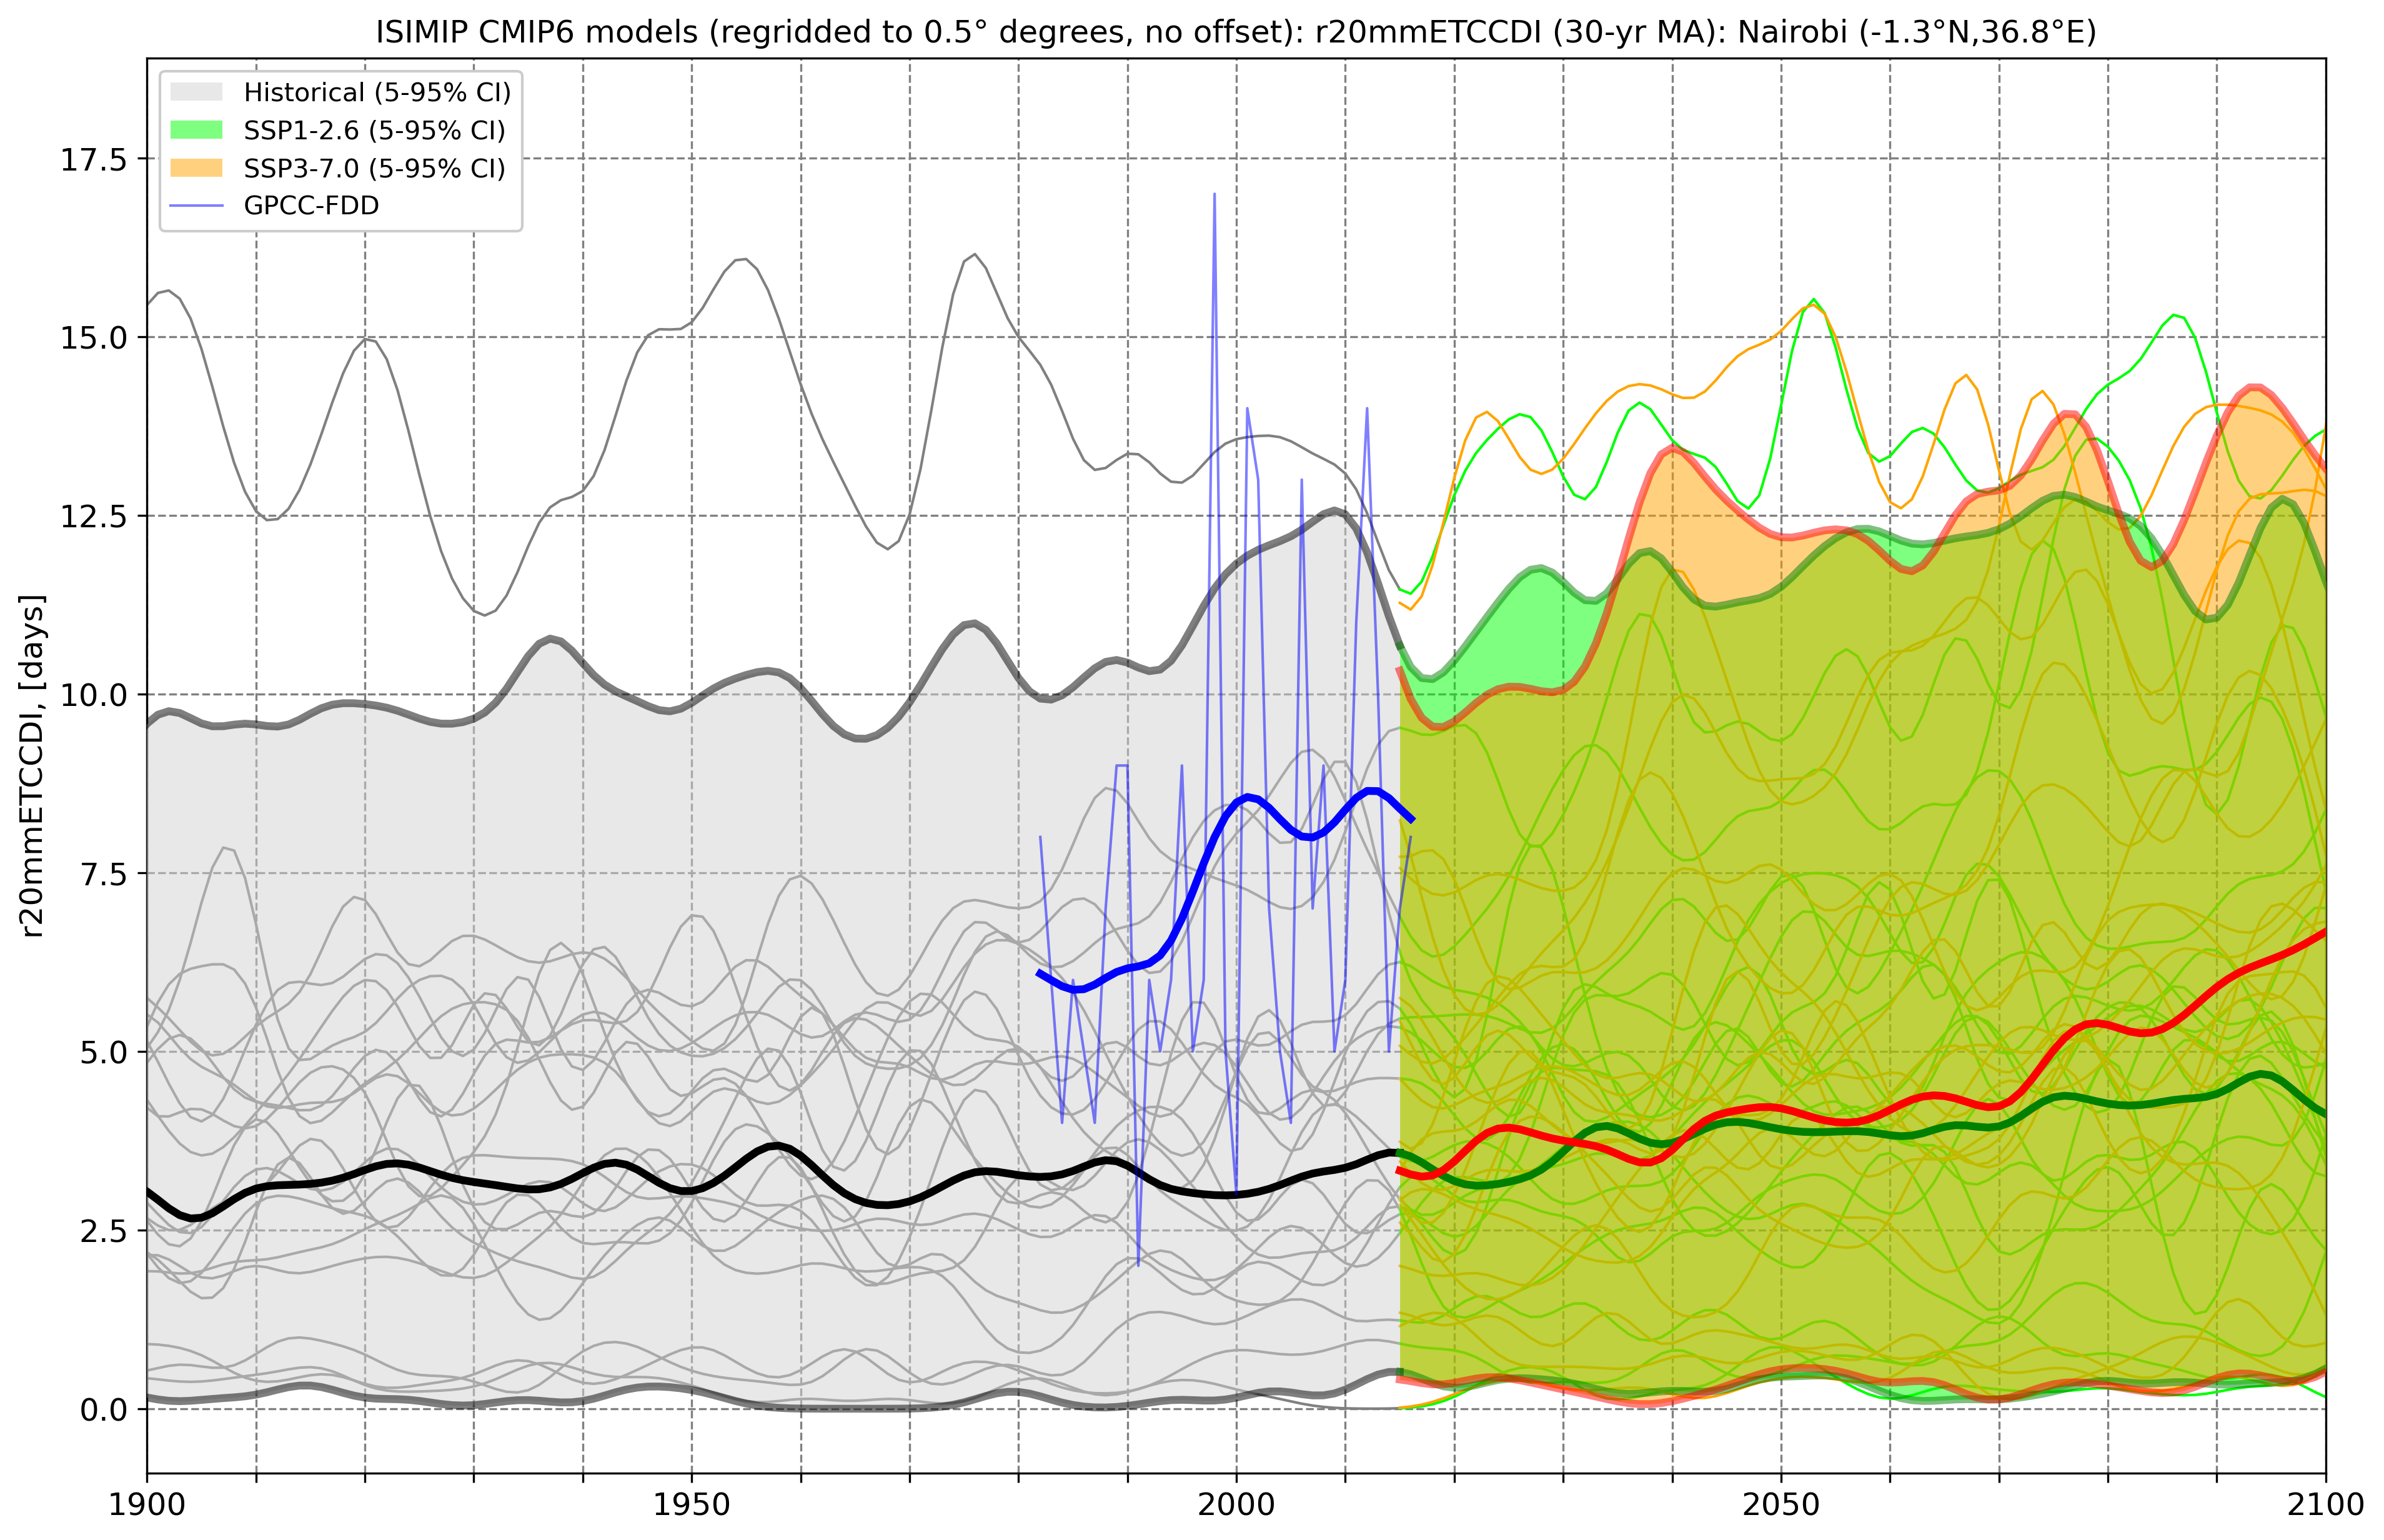 ISIMIP CMIP6 models (regridded to 0.5° degrees, no offset): r20mmETCCDI (30-yr MA): Nairobi (-1.3°N,36.8°E)
Historical (5-95% CI)
SSP1-2.6 (5-95% CI)
SSP3-7.0 (5-95% CI)
GPCC-FDD
r20mmETCCDI, [days]
17.5
15.0
12.5
10.0
7.5
5.0
2.5
0.0
1900 1950 2000 2050 2100